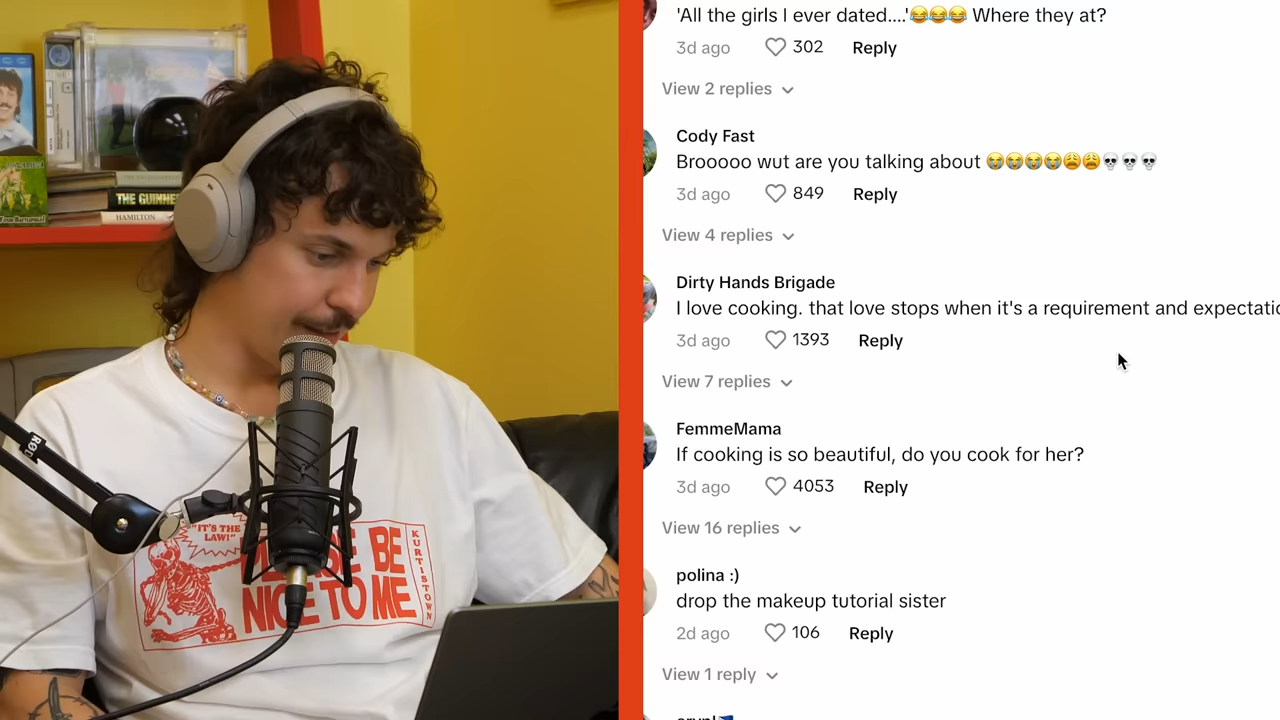 THE GUINNE
HAMILTON
RØDE
"IT'S THE
LAW!"
BE
NICE TO ME
KURTISTOWN
'All the girls I ever dated....'😂😂😂 Where they at?
3d ago 302 Reply
View 2 replies
Cody Fast
Brooooo wut are you talking about 😭😭😭😭😩😩💀💀💀
3d ago 849 Reply
View 4 replies
Dirty Hands Brigade
I love cooking. that love stops when it's a requirement and expectatic
3d ago 1393 Reply
View 7 replies
FemmeMama
If cooking is so beautiful, do you cook for her?
3d ago 4053 Reply
View 16 replies
polina :)
drop the makeup tutorial sister
2d ago 106 Reply
View 1 reply